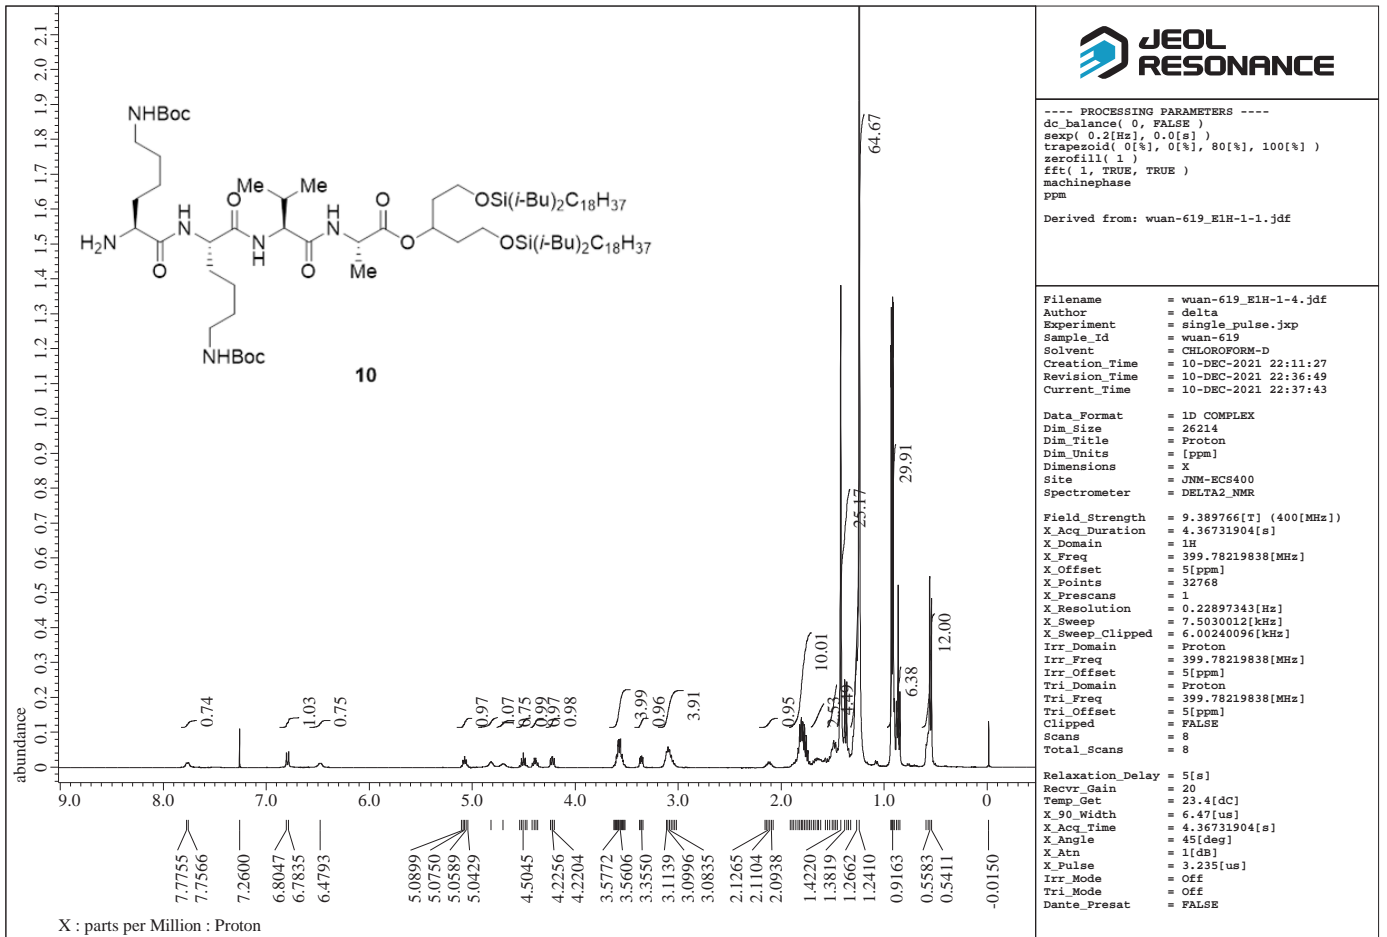 JEOL
RESONANCE
---- PROCESSING PARAMETERS ----
dc_balance( 0, FALSE )
sexp( 0.2[Hz], 0.0[s] )
trapezoid( 0[%], 0[%], 80[%], 100[%] )
zerofill( 1 )
fft( 1, TRUE, TRUE )
machinephase
ppm
Derived from: wuan-619_E1H-1-1.jdf
Filename = wuan-619_E1H-1-4.jdf
Author = delta
Experiment = single_pulse.jxp
Sample_Id = wuan-619
Solvent = CHLOROFORM-D
Creation_Time = 10-DEC-2021 22:11:27
Revision_Time = 10-DEC-2021 22:36:49
Current_Time = 10-DEC-2021 22:37:43
Data_Format = 1D COMPLEX
Dim_Size = 26214
Dim_Title = Proton
Dim_Units = [ppm]
Dimensions = X
Site = JNM-ECS400
Spectrometer = DELTA2_NMR
Field_Strength = 9.389766[T] (400[MHz])
X_Acq_Duration = 4.36731904[s]
X_Domain = 1H
X_Freq = 399.78219838[MHz]
X_Offset = 5[ppm]
X_Points = 32768
X_Prescans = 1
X_Resolution = 0.22897343[Hz]
X_Sweep = 7.5030012[kHz]
X_Sweep_Clipped = 6.00240096[kHz]
Irr_Domain = Proton
Irr_Freq = 399.78219838[MHz]
Irr_Offset = 5[ppm]
Tri_Domain = Proton
Tri_Freq = 399.78219838[MHz]
Tri_Offset = 5[ppm]
Clipped = FALSE
Scans = 8
Total_Scans = 8
Relaxation_Delay = 5[s]
Recvr_Gain = 20
Temp_Get = 23.4[dC]
X_90_Width = 6.47[us]
X_Acq_Time = 4.36731904[s]
X_Angle = 45[deg]
X_Atn = 1[dB]
X_Pulse = 3.235[us]
Irr_Mode = Off
Tri_Mode = Off
Dante_Presat = FALSE
abundance
2.1
2.0
1.9
1.8
1.7
1.6
1.5
1.4
1.3
1.2
1.1
1.0
0.9
0.8
0.7
0.6
0.5
0.4
0.3
0.2
0.1
0
NHBoc
Me
Me
OSi(i-Bu)2C18H37
H2N
O
H
N
O
N
H
O
H
N
O
Me
O
OSi(i-Bu)2C18H37
NHBoc
10
0.74
1.03
0.75
0.97
1.07
0.99
0.97
0.98
3.99
0.96
3.91
0.95
10.01
2.53
4.49
25.17
64.67
29.91
6.38
12.00
9.0 8.0 7.0 6.0 5.0 4.0 3.0 2.0 1.0 0
7.7755
7.7566
7.2600
6.8047
6.7835
6.4793
5.0899
5.0750
5.0589
5.0429
4.5045
4.2256
4.2204
3.5772
3.5606
3.3550
3.1139
3.0996
3.0835
2.1265
2.1104
2.0938
1.4220
1.3819
1.2662
1.2410
0.9163
0.5583
0.5411
-0.0150
X : parts per Million : Proton